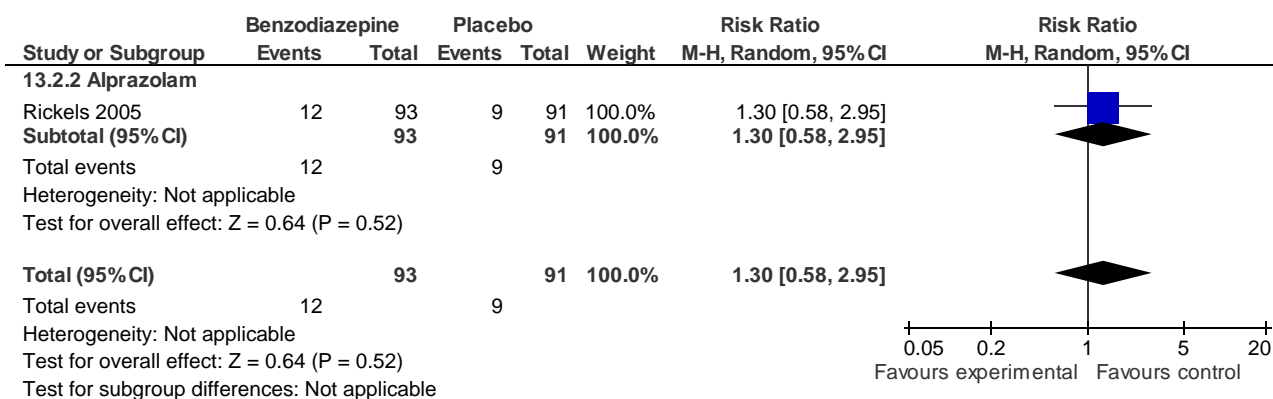 Benzodiazepine Placebo Risk Ratio Risk Ratio
Study or Subgroup Events Total Events Total Weight M-H, Random, 95% CI M-H, Random, 95% CI
13.2.2 Alprazolam
Rickels 2005 12 93 9 91 100.0% 1.30 [0.58, 2.95]
Subtotal (95% CI) 93 91 100.0% 1.30 [0.58, 2.95]
Total events 12 9
Heterogeneity: Not applicable
Test for overall effect: Z = 0.64 (P = 0.52)
Total (95% CI) 93 91 100.0% 1.30 [0.58, 2.95]
Total events 12 9
Heterogeneity: Not applicable
Test for overall effect: Z = 0.64 (P = 0.52)
Test for subgroup differences: Not applicable
0.05 0.2 1 5 20
Favours experimental Favours control